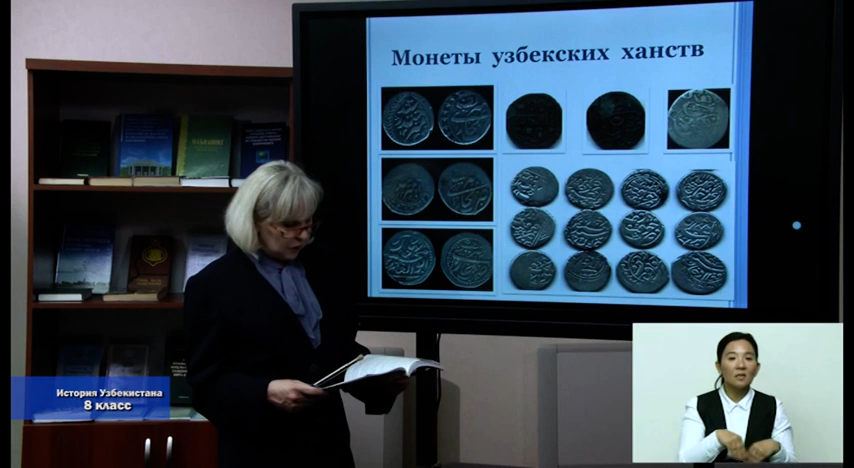 Монеты узбекских ханств
История Узбекистана
8 класс